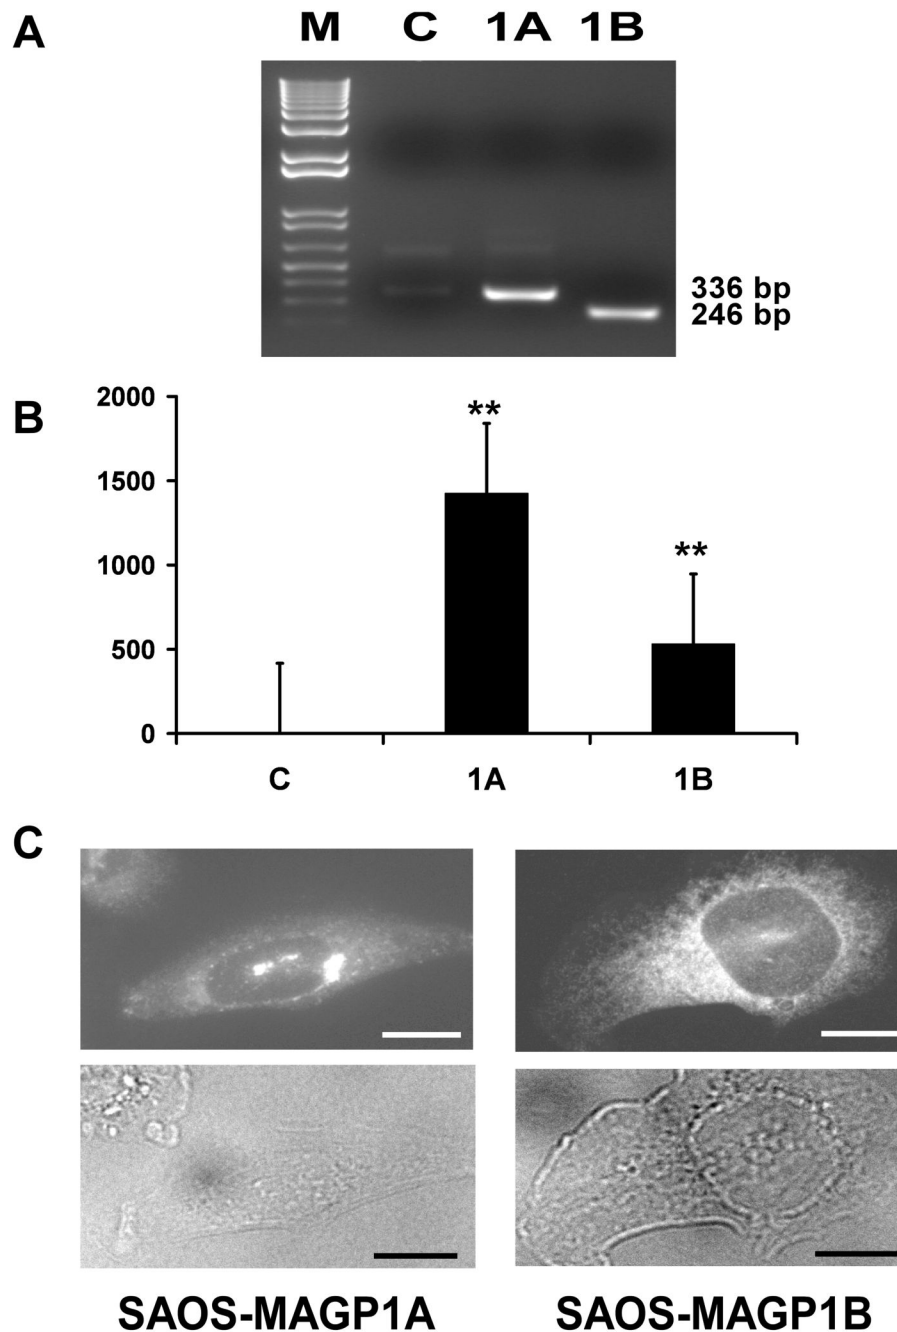 A
M C 1A 1B
336 bp
246 bp
B
2000
1500
1000
500
0
**
**
C 1A 1B
C
SAOS-MAGP1A SAOS-MAGP1B